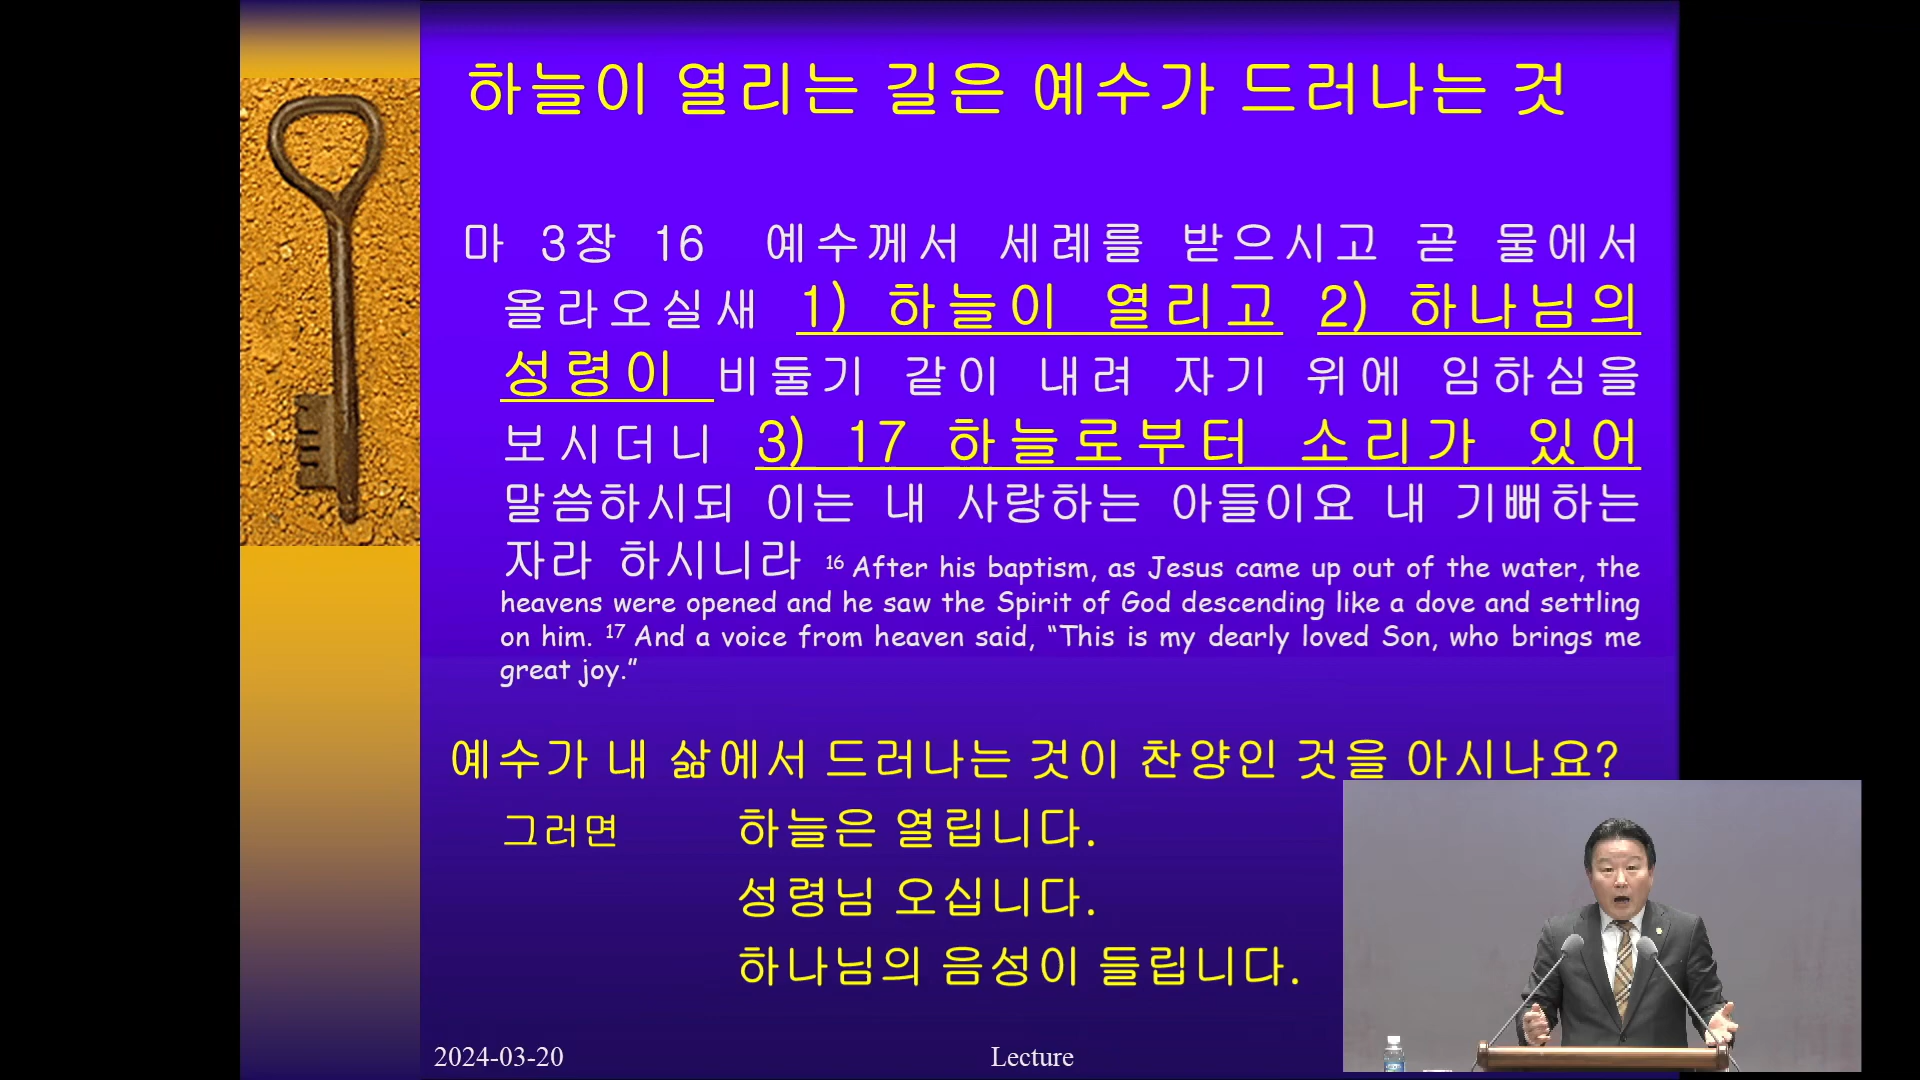 하늘이 열리는 길은 예수가 드러나는 것
마 3장 16 예수께서 세례를 받으시고 곧 물에서
올라오실새 1) 하늘이 열리고 2) 하나님의
성령이 비둘기 같이 내려 자기 위에 임하심을
보시더니 3) 17 하늘로부터 소리가 있어
말씀하시되 이는 내 사랑하는 아들이요 내 기뻐하는
자라 하시니라 16 After his baptism, as Jesus came up out of the water, the
heavens were opened and he saw the Spirit of God descending like a dove and settling
on him. 17 And a voice from heaven said, “This is my dearly loved Son, who brings me
great joy.”
예수가 내 삶에서 드러나는 것이 찬양인 것을 아시나요?
그러면 하늘은 열립니다.
성령님 오십니다.
하나님의 음성이 들립니다.
2024-03-20 Lecture